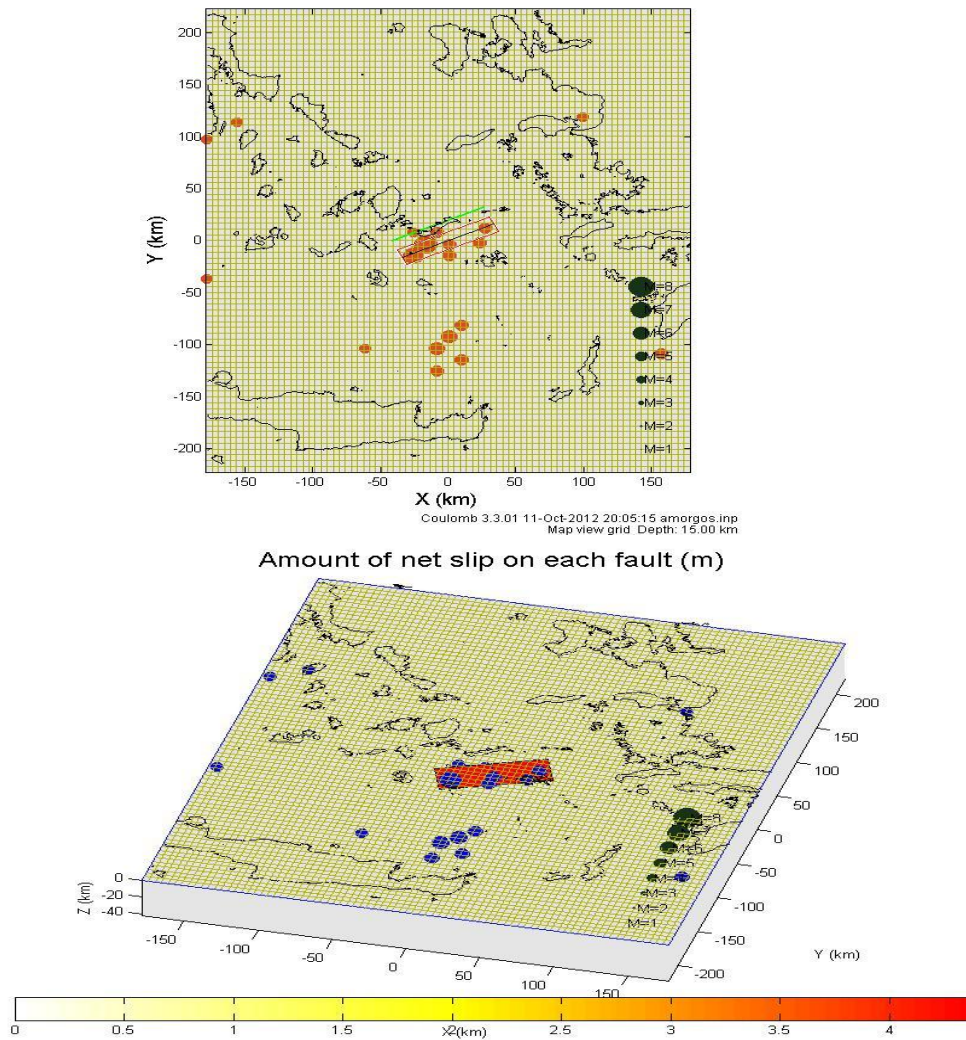 200
150
100
50
0
-50
-100
-150
-200
Y (km)
M=8
M=7
M=6
M=5
M=4
M=3
M=2
M=1
-150 -100 -50 0 50 100 150
X (km)
Coulomb 3.3.01 11-Oct-2012 20:05:15 amorgos.inp
Map view grid Depth: 15.00 km
Amount of net slip on each fault (m)
200
150
100
50
0
-50
-100
-150
-200
Y (km)
M=3
M=2
M=1
0
-20
-40
Z (km)
-150 -100 -50 0 50 100 150
0 0.5 1 1.5 2 2.5 3 3.5 4
X (km)